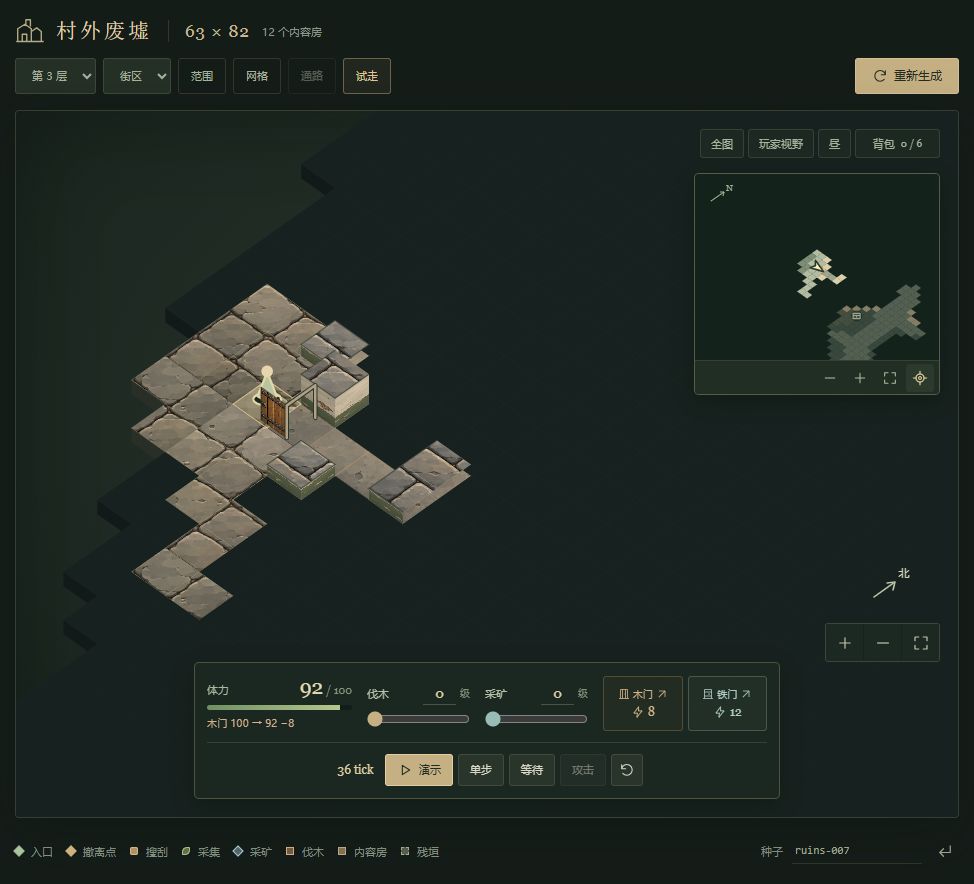 村外废墟 63 × 82 12 个内容房
第 3 层 街区 范围 网格 通路 试走 重新生成
全图 玩家视野 昼 背包 0 / 6
N
北
体力 92 / 100 伐木 0 级 采矿 0 级 木门 铁门
木门 100 → 92 −8 8 12
36 tick 演示 单步 等待 攻击
入口 撤离点 搜刮 采集 采矿 伐木 内容房 残垣 种子 ruins-007